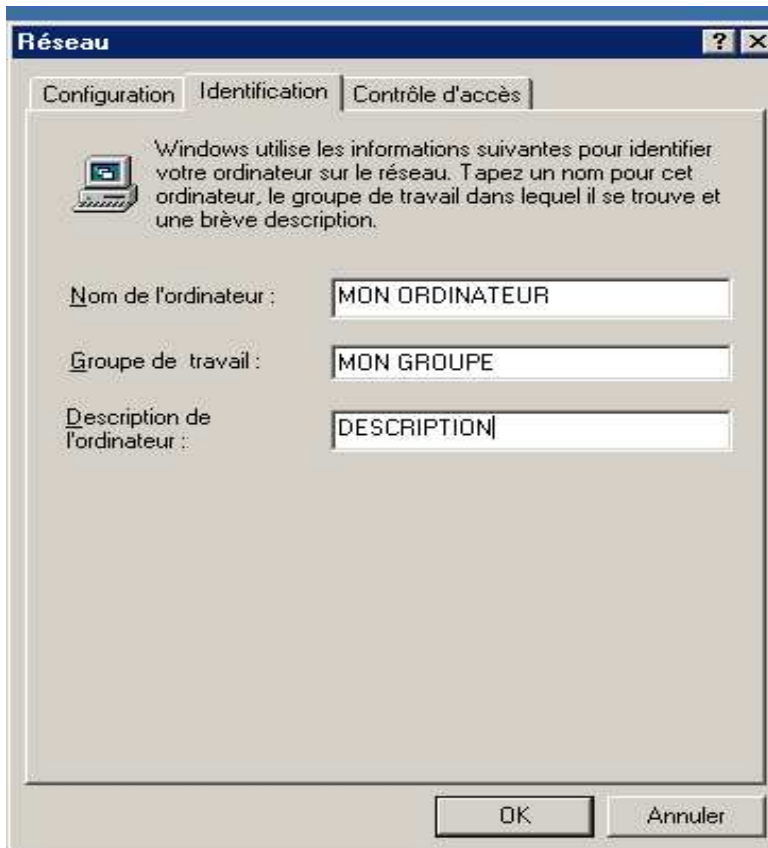 Réseau
Configuration Identification Contrôle d'accès
Windows utilise les informations suivantes pour identifier
votre ordinateur sur le réseau. Tapez un nom pour cet
ordinateur, le groupe de travail dans lequel il se trouve et
une brève description.
Nom de l'ordinateur : MON ORDINATEUR
Groupe de travail : MON GROUPE
Description de
l'ordinateur : DESCRIPTION
OK Annuler